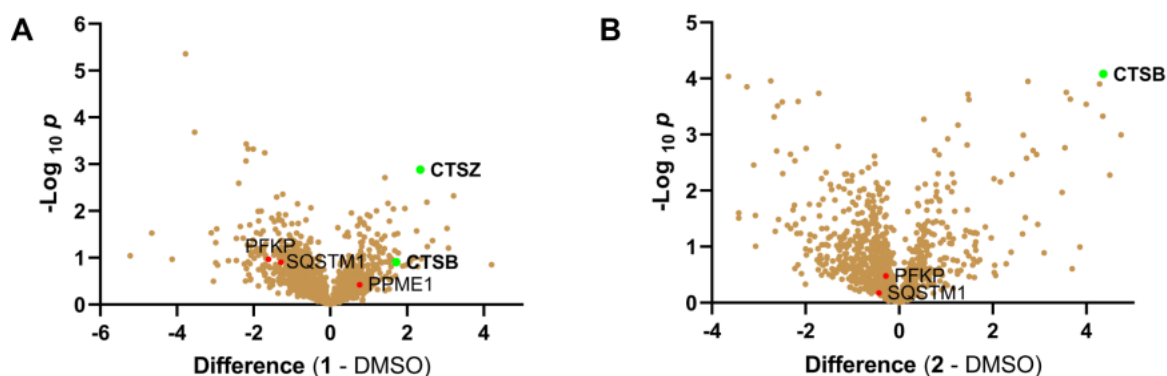 A
-Log 10 p
6
5
4
3
2
1
0
-6
-4
-2
0
2
4
CTSZ
PFKP
SQSTM1
CTSB
PPME1
Difference (1 - DMSO)
B
-Log 10 p
5
4
3
2
1
0
-4
-2
0
2
4
CTSB
PFKP
SQSTM1
Difference (2 - DMSO)